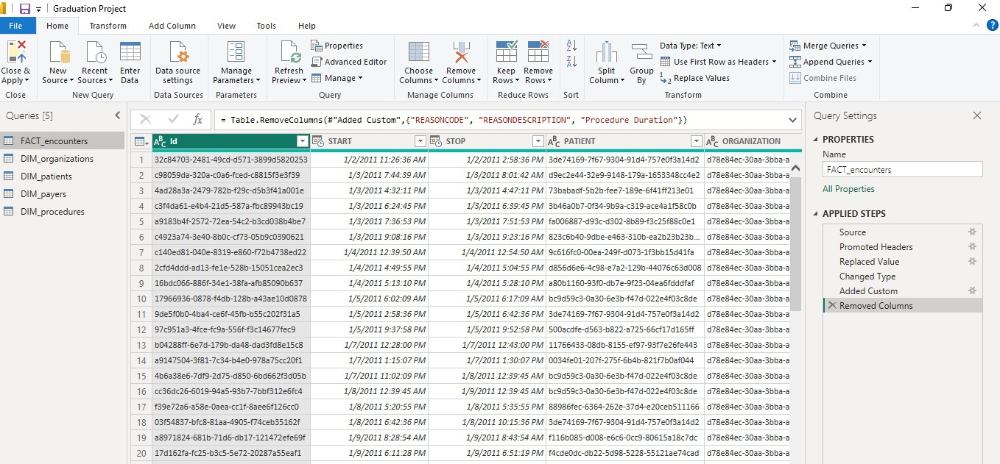 Graduation Project
File Home Transform Add Column View Tools Help
Close & Apply
New Source
Recent Sources
Enter Data
Data source settings
Manage Parameters
Refresh Preview
Properties
Advanced Editor
Manage
Choose Columns
Remove Columns
Keep Rows
Remove Rows
Split Column
Group By
Data Type: Text
Use First Row as Headers
Replace Values
Merge Queries
Append Queries
Combine Files
Close New Query Data Sources Parameters Query Manage Columns Reduce Rows Sort Transform Combine
Queries [5]
FACT_encounters
DIM_organizations
DIM_patients
DIM_payers
DIM_procedures
= Table.RemoveColumns(#"Added Custom",{"REASONCODE", "REASONDESCRIPTION", "Procedure Duration"})
Id START STOP PATIENT ORGANIZATION
1 32c84703-2481-49cd-d571-3899d5820253 1/2/2011 11:26:36 AM 1/2/2011 2:58:36 PM 3de74169-7f67-9304-91d4-757e0f3a14d2 d78e84ec-30aa-3bba-a
2 c98059da-320a-c0a6-fced-c8815f3e3f39 1/3/2011 7:44:39 AM 1/3/2011 8:01:42 AM d9ec2e44-32e9-9148-179a-1653348cc4e2 d78e84ec-30aa-3bba-a
3 4ad28a3a-2479-782b-f29c-d5b3f41a001e 1/3/2011 4:32:11 PM 1/3/2011 4:47:11 PM 73babadf-5b2b-fee7-189e-6f41ff213e01 d78e84ec-30aa-3bba-a
4 c3f4da61-e4b4-21d5-587a-fbc89943bc19 1/3/2011 6:24:45 PM 1/3/2011 6:39:45 PM 3b46a0b7-0f34-9b9a-c319-ace4a1f58c0b d78e84ec-30aa-3bba-a
5 a9183b4f-2572-72ea-54c2-b3cd038b4be7 1/3/2011 7:36:53 PM 1/3/2011 7:51:53 PM fa006887-d93c-d302-8b89-f3c25f88c0e1 d78e84ec-30aa-3bba-a
6 c4923a74-3e40-8b0c-cf73-05b9c0390621 1/3/2011 9:08:16 PM 1/3/2011 9:23:16 PM 823c6b40-9dbe-e463-310b-ea2b23b23b... d78e84ec-30aa-3bba-a
7 c140ed81-040e-8319-e860-f72b4738ed22 1/4/2011 12:39:50 AM 1/4/2011 12:54:50 AM 9c616fc0-00ea-249f-d073-1f3bb15d41fa d78e84ec-30aa-3bba-a
8 2cfd4ddd-ad13-fe1e-528b-15051cea2ec3 1/4/2011 4:49:55 PM 1/4/2011 5:04:55 PM d856d6e6-4c98-e7a2-129b-44076c63d008 d78e84ec-30aa-3bba-a
9 16bdc066-886f-34e1-38fa-afb85090b637 1/4/2011 5:13:10 PM 1/4/2011 5:28:10 PM a80b1160-93f0-db7e-9f23-04ea6fdddfaf d78e84ec-30aa-3bba-a
10 17966936-0878-f4db-128b-a43ae10d0878 1/5/2011 6:02:09 AM 1/5/2011 6:17:09 AM bc9d59c3-0a30-6e3b-f47d-022e4f03c8de d78e84ec-30aa-3bba-a
11 9de5f0b0-4ba4-ce6f-45fb-b55c202f31a5 1/5/2011 2:58:36 PM 1/5/2011 6:42:36 PM 3de74169-7f67-9304-91d4-757e0f3a14d2 d78e84ec-30aa-3bba-a
12 97c951a3-4fce-fc9a-556f-f3c14677fec9 1/5/2011 9:37:58 PM 1/5/2011 9:52:58 PM 500acdfe-d563-b822-a725-66cf17d165ff d78e84ec-30aa-3bba-a
13 b04288ff-6e7d-179b-da48-dad3fd8e15c8 1/7/2011 12:28:00 PM 1/7/2011 12:43:00 PM 11766433-08db-8155-ef97-93f7e26fe443 d78e84ec-30aa-3bba-a
14 a9147504-3f81-7c34-b4e0-978a75cc20f1 1/7/2011 1:15:07 PM 1/7/2011 1:30:07 PM 0034fe01-207f-275f-6b4b-821f7b0af044 d78e84ec-30aa-3bba-a
15 4b6a38e6-7df9-2d75-d850-6bd662f3d05b 1/7/2011 11:02:09 PM 1/8/2011 12:39:45 AM bc9d59c3-0a30-6e3b-f47d-022e4f03c8de d78e84ec-30aa-3bba-a
16 cc36dc26-6019-94a5-93b7-7bbf312e6fc4 1/8/2011 12:39:45 AM 1/9/2011 12:39:45 AM bc9d59c3-0a30-6e3b-f47d-022e4f03c8de d78e84ec-30aa-3bba-a
17 f39e72a6-a58e-0aea-cc1f-8aee6f126cc0 1/8/2011 5:20:55 PM 1/8/2011 5:35:55 PM 88986fec-6364-262e-37d4-e20ceb511166 d78e84ec-30aa-3bba-a
18 03f54837-bfc8-81aa-4905-f74ceb35162f 1/8/2011 6:42:36 PM 1/8/2011 10:15:36 PM 3de74169-7f67-9304-91d4-757e0f3a14d2 d78e84ec-30aa-3bba-a
19 a8971824-681b-71d6-db17-121472efe69f 1/9/2011 8:28:54 AM 1/9/2011 8:43:54 AM f116b085-d008-e6c6-0cc9-80615a18c7dc d78e84ec-30aa-3bba-a
20 17d162fa-fc25-b3c5-5e72-20287a55eaf1 1/9/2011 6:11:28 PM 1/9/2011 6:51:19 PM f4cde0dc-db22-5d98-5228-55121ae74cad d78e84ec-30aa-3bba-a
Query Settings
PROPERTIES
Name
FACT_encounters
All Properties
APPLIED STEPS
Source
Promoted Headers
Replaced Value
Changed Type
Added Custom
Removed Columns